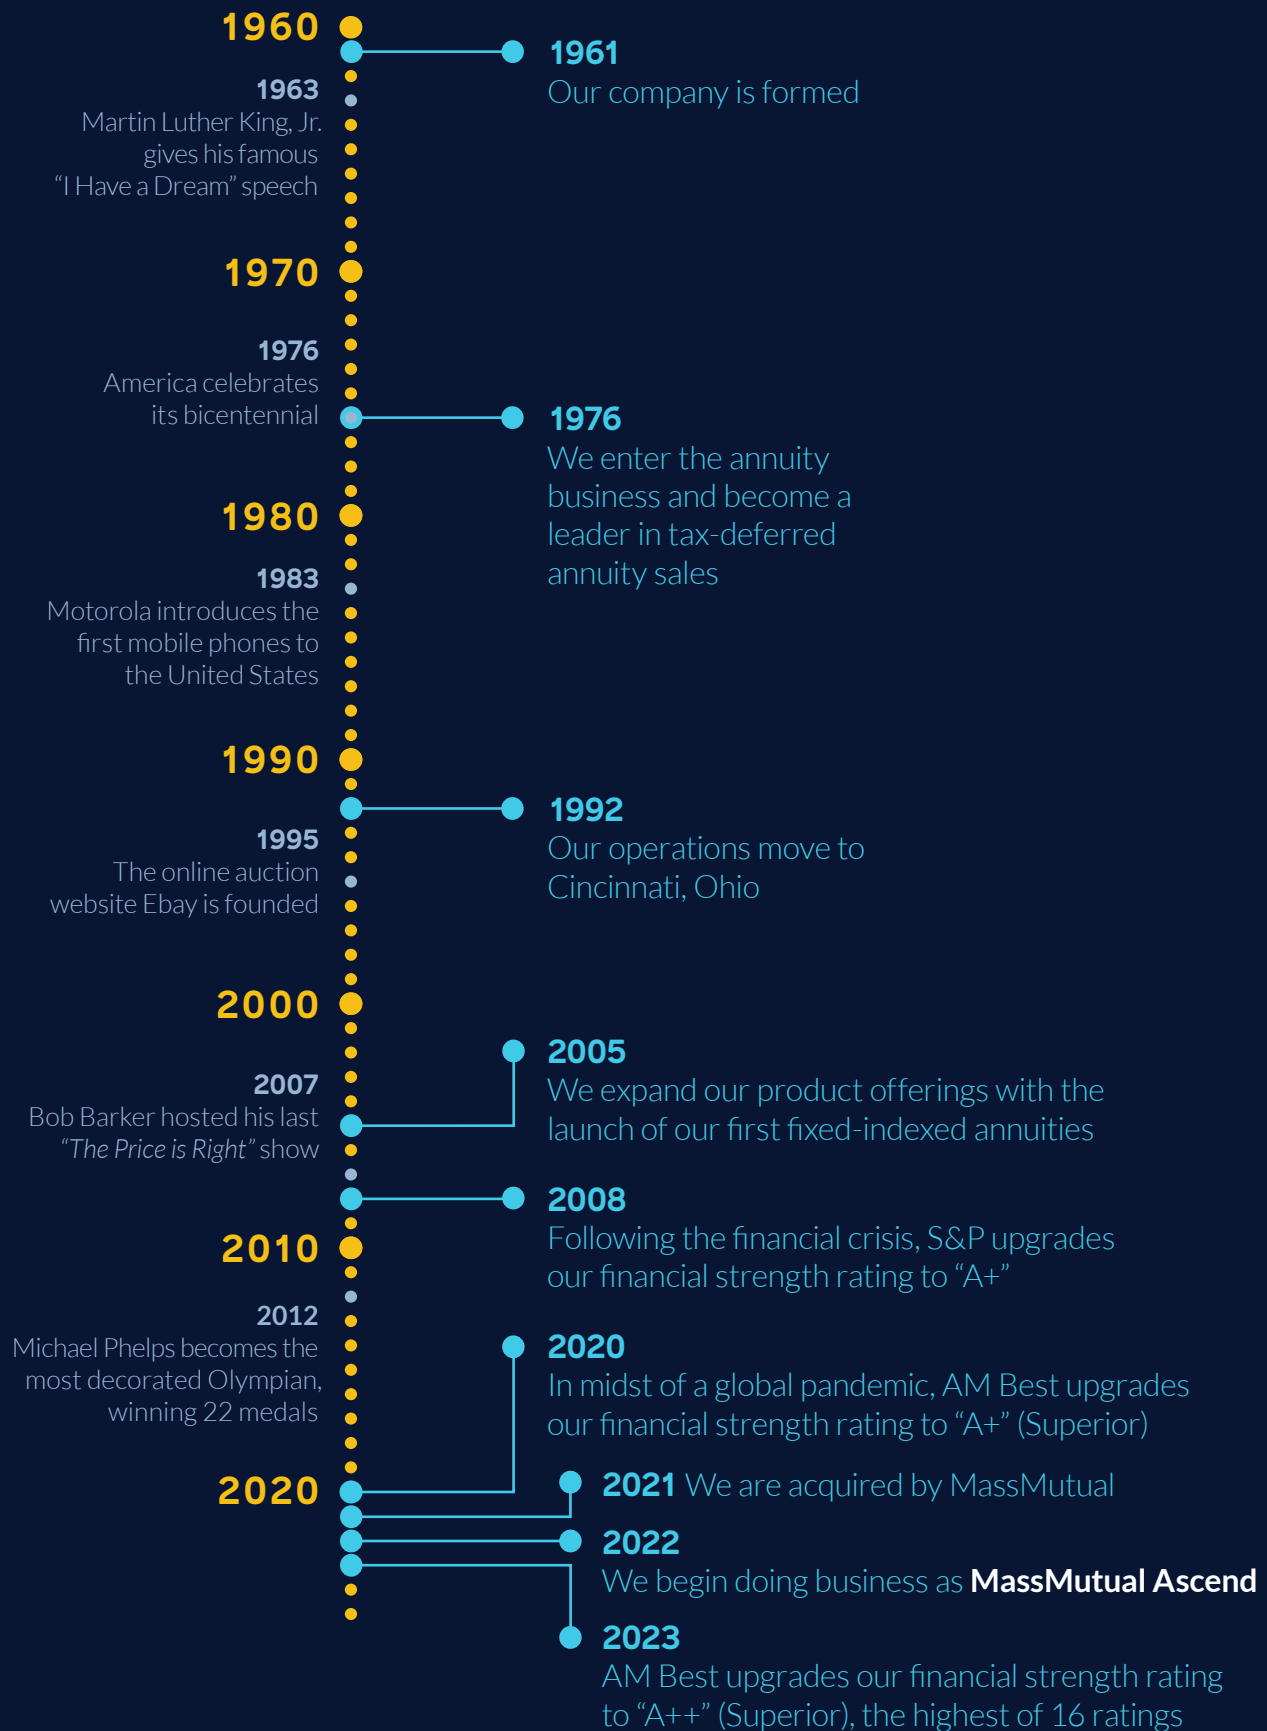 1960
1961
Our company is formed
1963
Martin Luther King, Jr.
gives his famous
“I Have a Dream” speech
1970
1976
America celebrates
its bicentennial
1976
We enter the annuity
business and become a
leader in tax-deferred
annuity sales
1980
1983
Motorola introduces the
first mobile phones to
the United States
1990
1992
Our operations move to
Cincinnati, Ohio
1995
The online auction
website Ebay is founded
2000
2005
We expand our product offerings with the
launch of our first fixed-indexed annuities
2007
Bob Barker hosted his last
“The Price is Right” show
2008
Following the financial crisis, S&P upgrades
our financial strength rating to “A+”
2010
2012
Michael Phelps becomes the
most decorated Olympian,
winning 22 medals
2020
In midst of a global pandemic, AM Best upgrades
our financial strength rating to “A+” (Superior)
2020
2021 We are acquired by MassMutual
2022
We begin doing business as MassMutual Ascend
2023
AM Best upgrades our financial strength rating
to “A++” (Superior), the highest of 16 ratings